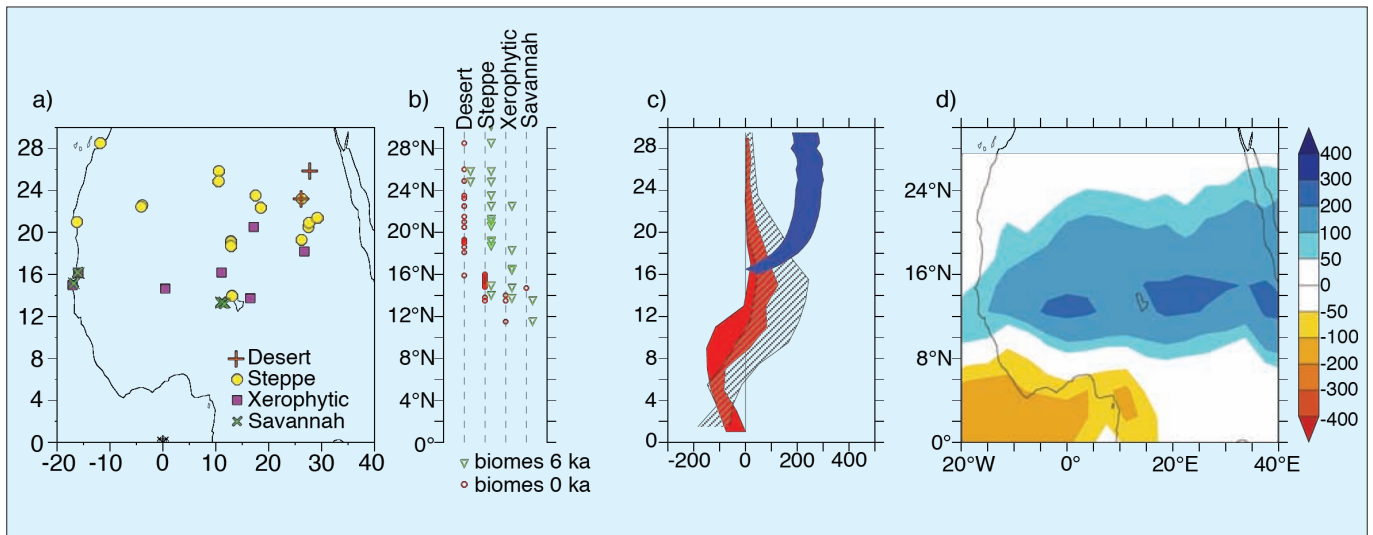 a)
28
24
20
16
12
8
4
0
-20 -10 0 10 20 30 40
Desert
Steppe
Xerophytic
Savannah
b)
Desert
Steppe
Xerophytic
Savannah
28°N
24°N
20°N
16°N
12°N
8°N
4°N
0°
biomes 6 ka
biomes 0 ka
c)
28
24
20
16
12
8
4
0
-200 0 200 400
d)
24°N
16°N
8°N
0°
20°W 0° 20°E 40°E
400
300
200
100
50
0
-50
-100
-200
-300
-400